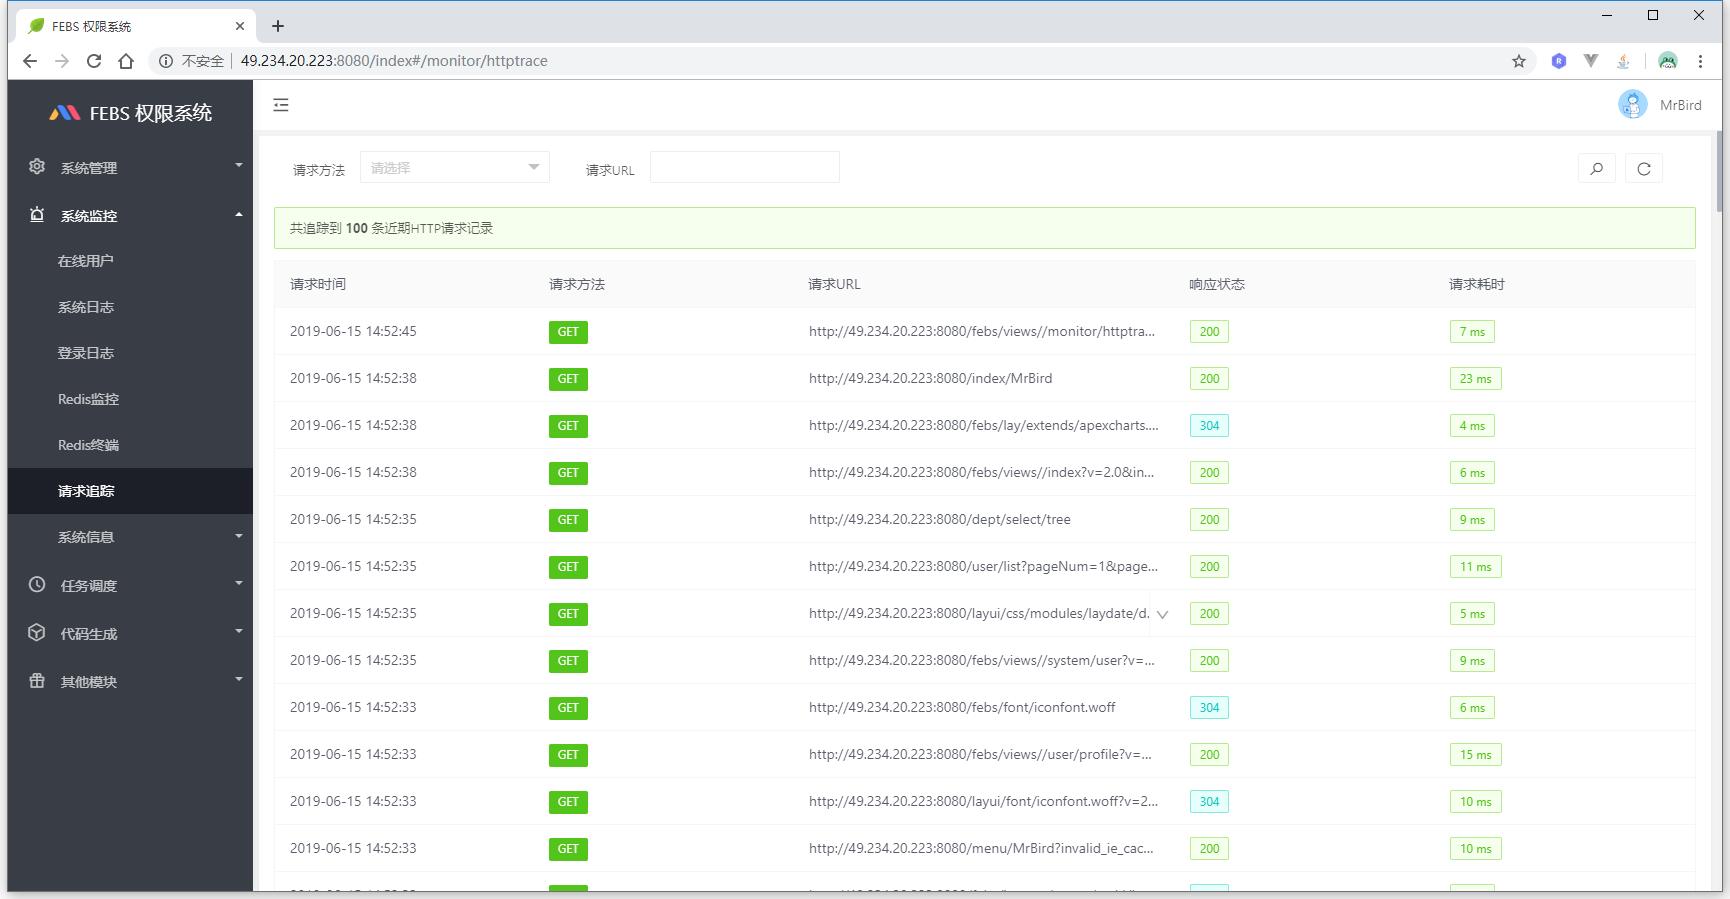 FEBS 权限系统
不安全 49.234.20.223:8080/index#/monitor/httptrace
FEBS 权限系统
MrBird
系统管理
系统监控
在线用户
系统日志
登录日志
Redis监控
Redis终端
请求追踪
系统信息
任务调度
代码生成
其他模块
请求方法 请选择 请求URL
共追踪到 100 条近期HTTP请求记录
请求时间 请求方法 请求URL 响应状态 请求耗时
2019-06-15 14:52:45 GET http://49.234.20.223:8080/febs/views//monitor/httptra... 200 7 ms
2019-06-15 14:52:38 GET http://49.234.20.223:8080/index/MrBird 200 23 ms
2019-06-15 14:52:38 GET http://49.234.20.223:8080/febs/lay/extends/apexcharts.... 304 4 ms
2019-06-15 14:52:38 GET http://49.234.20.223:8080/febs/views//index?v=2.0&in... 200 6 ms
2019-06-15 14:52:35 GET http://49.234.20.223:8080/dept/select/tree 200 9 ms
2019-06-15 14:52:35 GET http://49.234.20.223:8080/user/list?pageNum=1&page... 200 11 ms
2019-06-15 14:52:35 GET http://49.234.20.223:8080/layui/css/modules/laydate/d. 200 5 ms
2019-06-15 14:52:35 GET http://49.234.20.223:8080/febs/views//system/user?v=... 200 9 ms
2019-06-15 14:52:33 GET http://49.234.20.223:8080/febs/font/iconfont.woff 304 6 ms
2019-06-15 14:52:33 GET http://49.234.20.223:8080/febs/views//user/profile?v=... 200 15 ms
2019-06-15 14:52:33 GET http://49.234.20.223:8080/layui/font/iconfont.woff?v=2... 304 10 ms
2019-06-15 14:52:33 GET http://49.234.20.223:8080/menu/MrBird?invalid_ie_cac... 200 10 ms